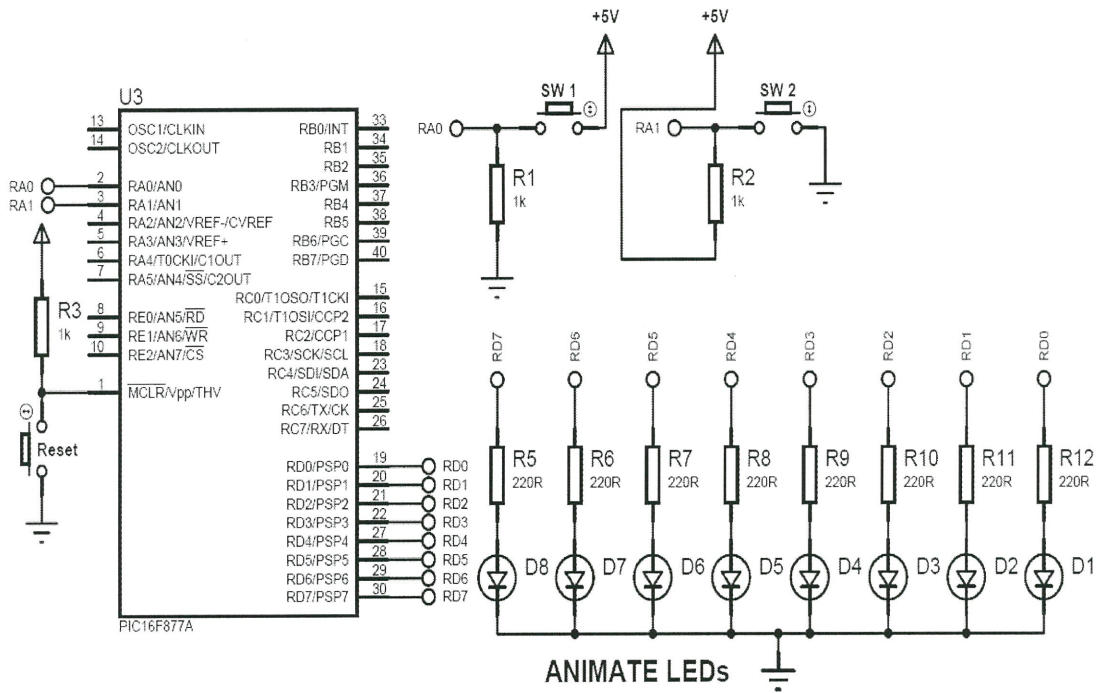 +5V
+5V
SW 1
SW 2
RA0
RA1
R1
1k
R2
1k
U3
13
OSC1/CLKIN
14
OSC2/CLKOUT
RA0
2
RA0/AN0
RA1
3
RA1/AN1
4
RA2/AN2/VREF-/CVREF
5
RA3/AN3/VREF+
6
RA4/T0CKI/C1OUT
7
RA5/AN4/SS/C2OUT
R3
1k
8
RE0/AN5/RD
9
RE1/AN6/WR
10
RE2/AN7/CS
1
MCLR/Vpp/THV
Reset
RB0/INT
33
RB1
34
RB2
35
RB3/PGM
36
RB4
37
RB5
38
RB6/PGC
39
RB7/PGD
40
RC0/T1OSO/T1CKI
15
RC1/T1OSI/CCP2
16
RC2/CCP1
17
RC3/SCK/SCL
18
RC4/SDI/SDA
23
RC5/SDO
24
RC6/TX/CK
25
RC7/RX/DT
26
RD0/PSP0
19
RD0
RD1/PSP1
20
RD1
RD2/PSP2
21
RD2
RD3/PSP3
22
RD3
RD4/PSP4
27
RD4
RD5/PSP5
28
RD5
RD6/PSP6
29
RD6
RD7/PSP7
30
RD7
PIC16F877A
RD7
RD6
RD5
RD4
RD3
RD2
RD1
RD0
R5
220R
R6
220R
R7
220R
R8
220R
R9
220R
R10
220R
R11
220R
R12
220R
D8
D7
D6
D5
D4
D3
D2
D1
ANIMATE LEDs